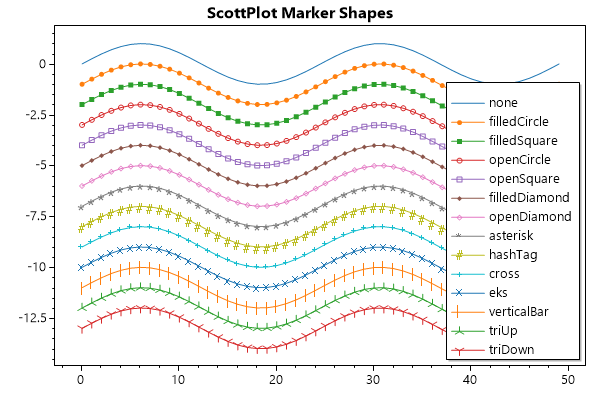 ScottPlot Marker Shapes
0
-2.5
-5
-7.5
-10
-12.5
none
filledCircle
filledSquare
openCircle
openSquare
filledDiamond
openDiamond
asterisk
hashTag
cross
eks
verticalBar
triUp
triDown
0 10 20 30 40 50